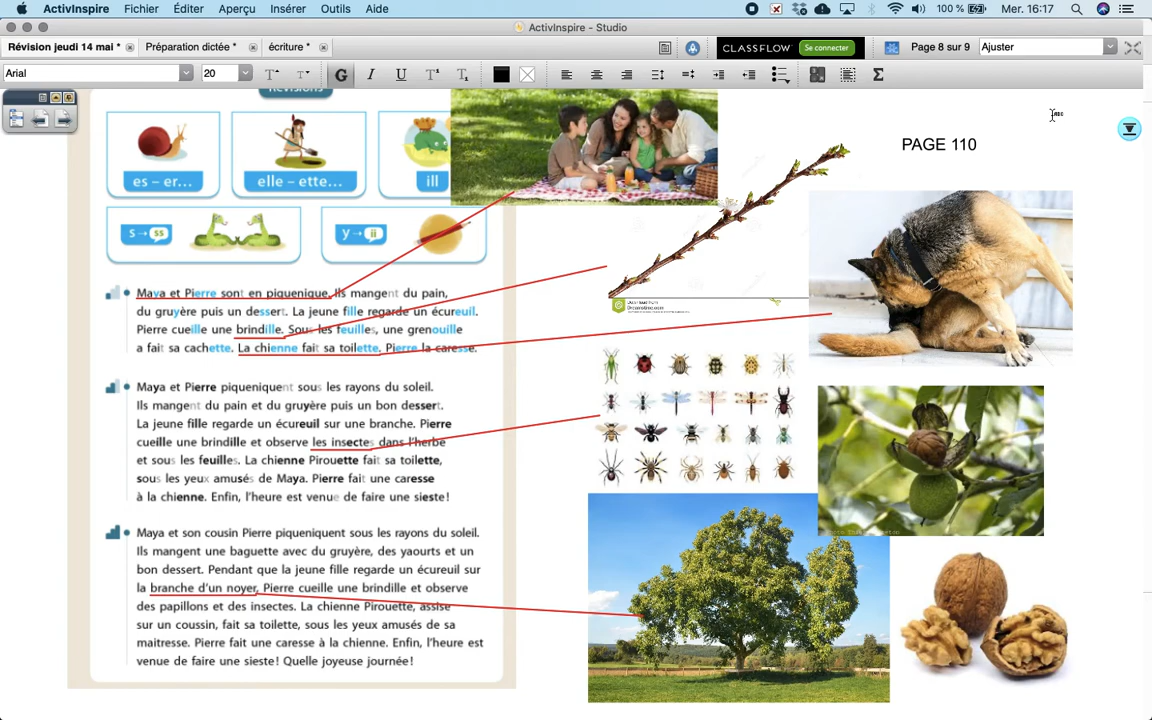 ActivInspire Fichier Éditer Aperçu Insérer Outils Aide 100 % Mer. 16:17
ActivInspire - Studio
Révision jeudi 14 mai * Préparation dictée * écriture * CLASSFLOW Se connecter Page 8 sur 9 Ajuster
Arial 20 G I U T T
PAGE 110
es – er... elle – ette... ill
s → ss y → ii
Maya et Pierre sont en piquenique. Ils mangent du pain,
du gruyère puis un dessert. La jeune fille regarde un écureuil.
Pierre cueille une brindille. Sous les feuilles, une grenouille
a fait sa cachette. La chienne fait sa toilette. Pierre la caresse.
Maya et Pierre piqueniquent sous les rayons du soleil.
Ils mangent du pain et du gruyère puis un bon dessert.
La jeune fille regarde un écureuil sur une branche. Pierre
cueille une brindille et observe les insectes dans l'herbe
et sous les feuilles. La chienne Pirouette fait sa toilette,
sous les yeux amusés de Maya. Pierre fait une caresse
à la chienne. Enfin, l'heure est venue de faire une sieste !
Maya et son cousin Pierre piqueniquent sous les rayons du soleil.
Ils mangent une baguette avec du gruyère, des yaourts et un
bon dessert. Pendant que la jeune fille regarde un écureuil sur
la branche d'un noyer, Pierre cueille une brindille et observe
des papillons et des insectes. La chienne Pirouette, assise
sur un coussin, fait sa toilette, sous les yeux amusés de sa
maitresse. Pierre fait une caresse à la chienne. Enfin, l'heure est
venue de faire une sieste ! Quelle joyeuse journée !